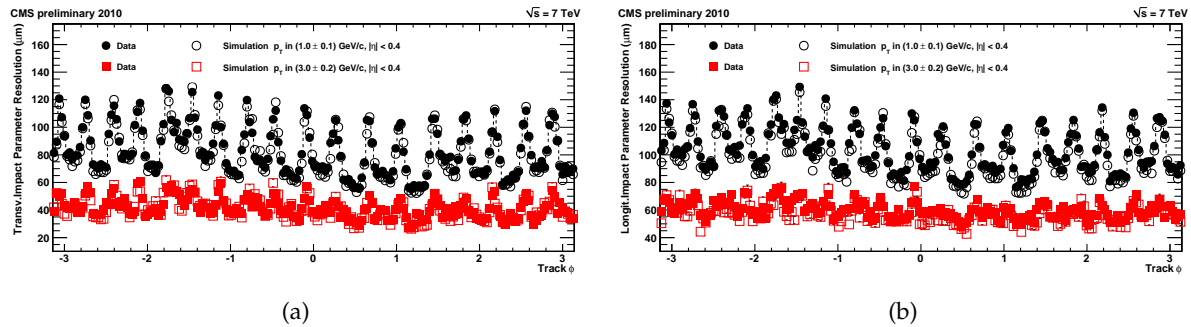 CMS preliminary 2010
√s = 7 TeV
Transv.Impact Parameter Resolution (μm)
160
140
120
100
80
60
40
20
Data
Simulation p_T in (1.0 ± 0.1) GeV/c, |η| < 0.4
Data
Simulation p_T in (3.0 ± 0.2) GeV/c, |η| < 0.4
-3 -2 -1 0 1 2 3
Track φ
(a)
CMS preliminary 2010
√s = 7 TeV
Longit.Impact Parameter Resolution (μm)
180
160
140
120
100
80
60
40
Data
Simulation p_T in (1.0 ± 0.1) GeV/c, |η| < 0.4
Data
Simulation p_T in (3.0 ± 0.2) GeV/c, |η| < 0.4
-3 -2 -1 0 1 2 3
Track φ
(b)